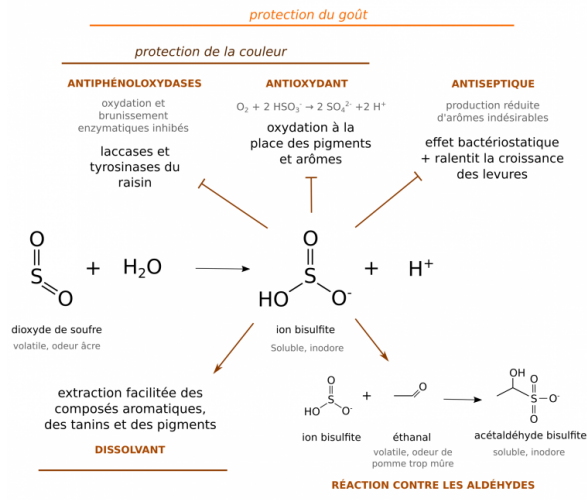 protection du goût
protection de la couleur
ANTIPHÉNOLOXYDASES
oxydation et
brunissement
enzymatiques inhibés
laccases et
tyrosinases du
raisin
ANTIOXYDANT
O₂ + 2 HSO₃⁻ → 2 SO₄²⁻ +2 H⁺
oxydation à la
place des pigments
et arômes
ANTISEPTIQUE
production réduite
d'arômes indésirables
effet bactériostatique
+ ralentit la croissance
des levures
O
S
O
+
H₂O
O
S
HO
O⁻
+
H⁺
dioxyde de soufre
volatile, odeur âcre
ion bisulfite
Soluble, inodore
extraction facilitée des
composés aromatiques,
des tanins et des pigments
DISSOLVANT
O
S
HO
O⁻
+
O
OH
O
S
O⁻
O
ion bisulfite
éthanal
volatile, odeur de
pomme trop mûre
acétaldéhyde bisulfite
soluble, inodore
RÉACTION CONTRE LES ALDÉHYDES